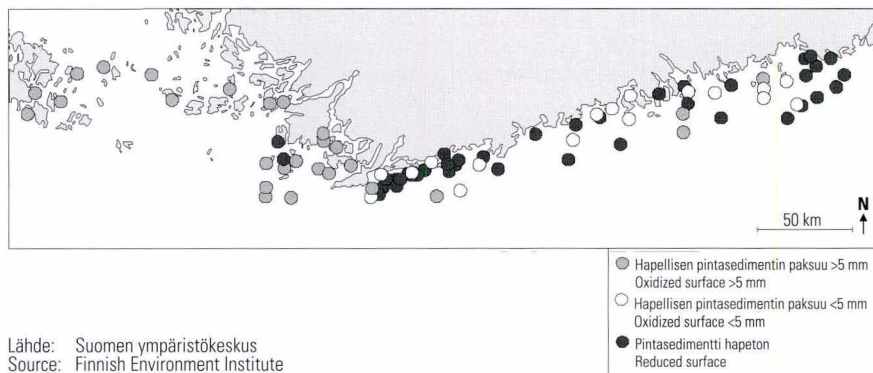 N
50 km
Hapellisen pintasedimentin paksuu >5 mm
Oxidized surface >5 mm
Hapellisen pintasedimentin paksuu <5 mm
Oxidized surface <5 mm
Pintasedimentti hapeton
Reduced surface
Lähde: Suomen ympäristökeskus
Source: Finnish Environment Institute